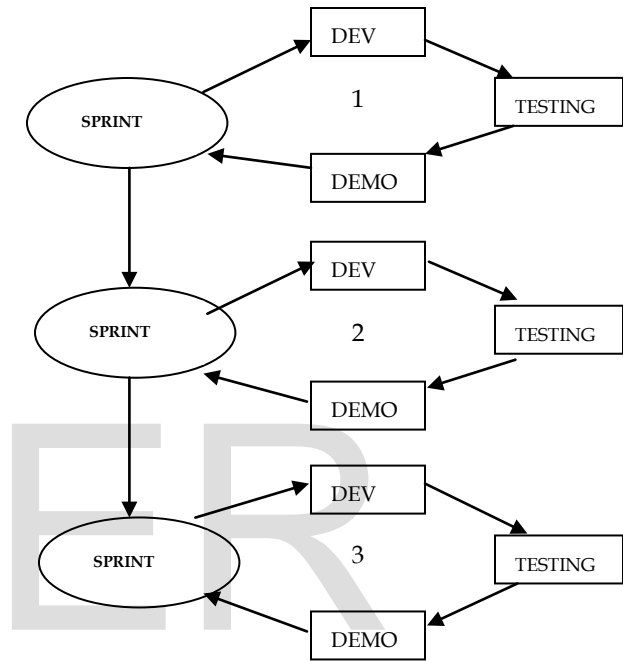 DEV
SPRINT
1
TESTING
DEMO
DEV
SPRINT
2
TESTING
DEMO
DEV
SPRINT
3
TESTING
DEMO
ER